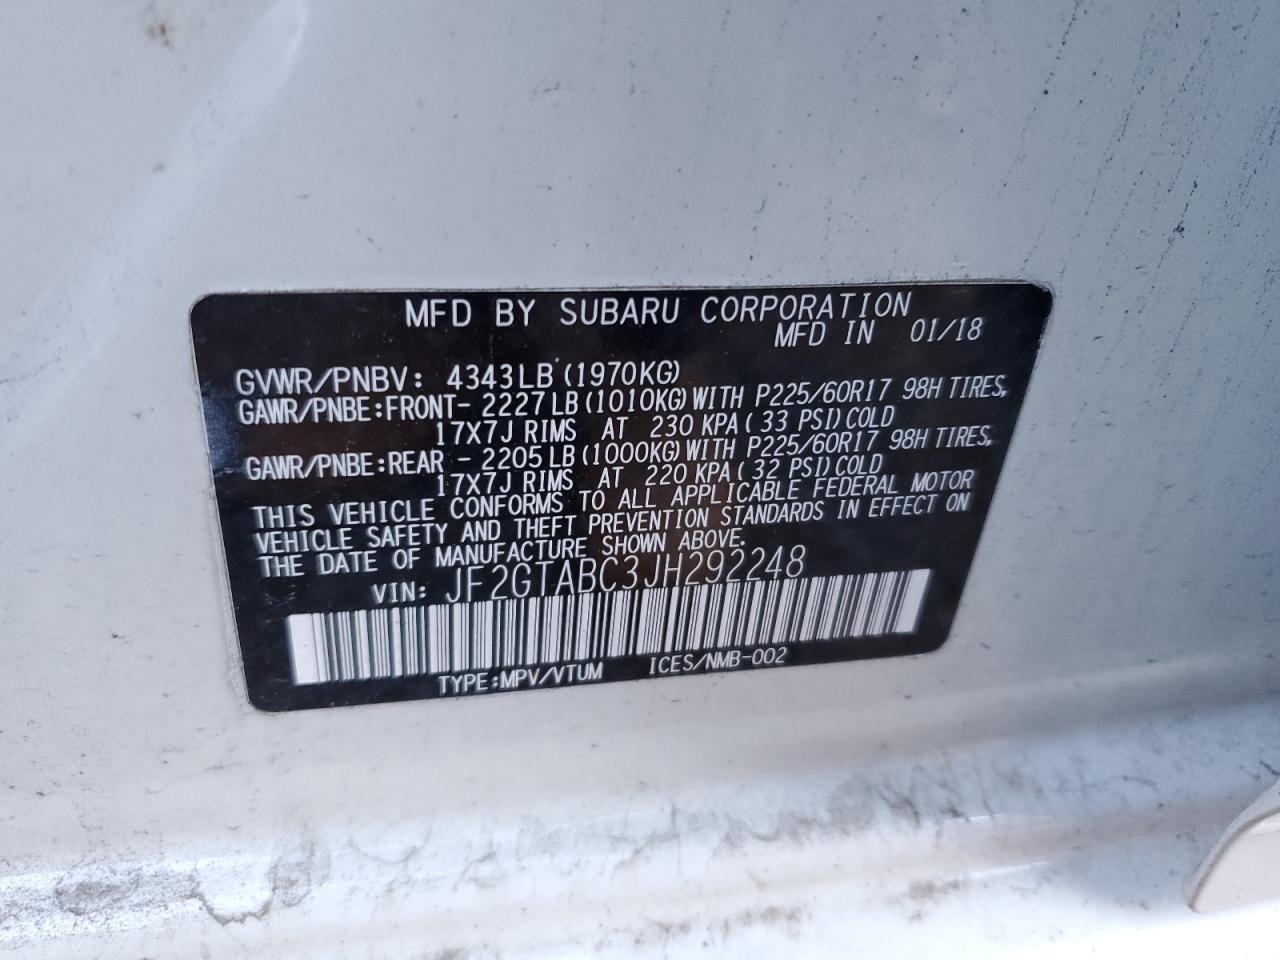 MFD BY SUBARU CORPORATION
MFD IN 01/18
GVWR/PNBV: 4343LB (1970KG)
GAWR/PNBE:FRONT- 2227LB (1010KG) WITH P225/60R17 98H TIRES,
17X7J RIMS AT 230 KPA (33 PSI) COLD
GAWR/PNBE:REAR - 2205LB (1000KG) WITH P225/60R17 98H TIRES,
17X7J RIMS AT 220 KPA (32 PSI) COLD
THIS VEHICLE CONFORMS TO ALL APPLICABLE FEDERAL MOTOR
VEHICLE SAFETY AND THEFT PREVENTION STANDARDS IN EFFECT ON
THE DATE OF MANUFACTURE SHOWN ABOVE.
VIN: JF2GTABC3JH292248
TYPE:MPV/VTUM ICES/NMB-002